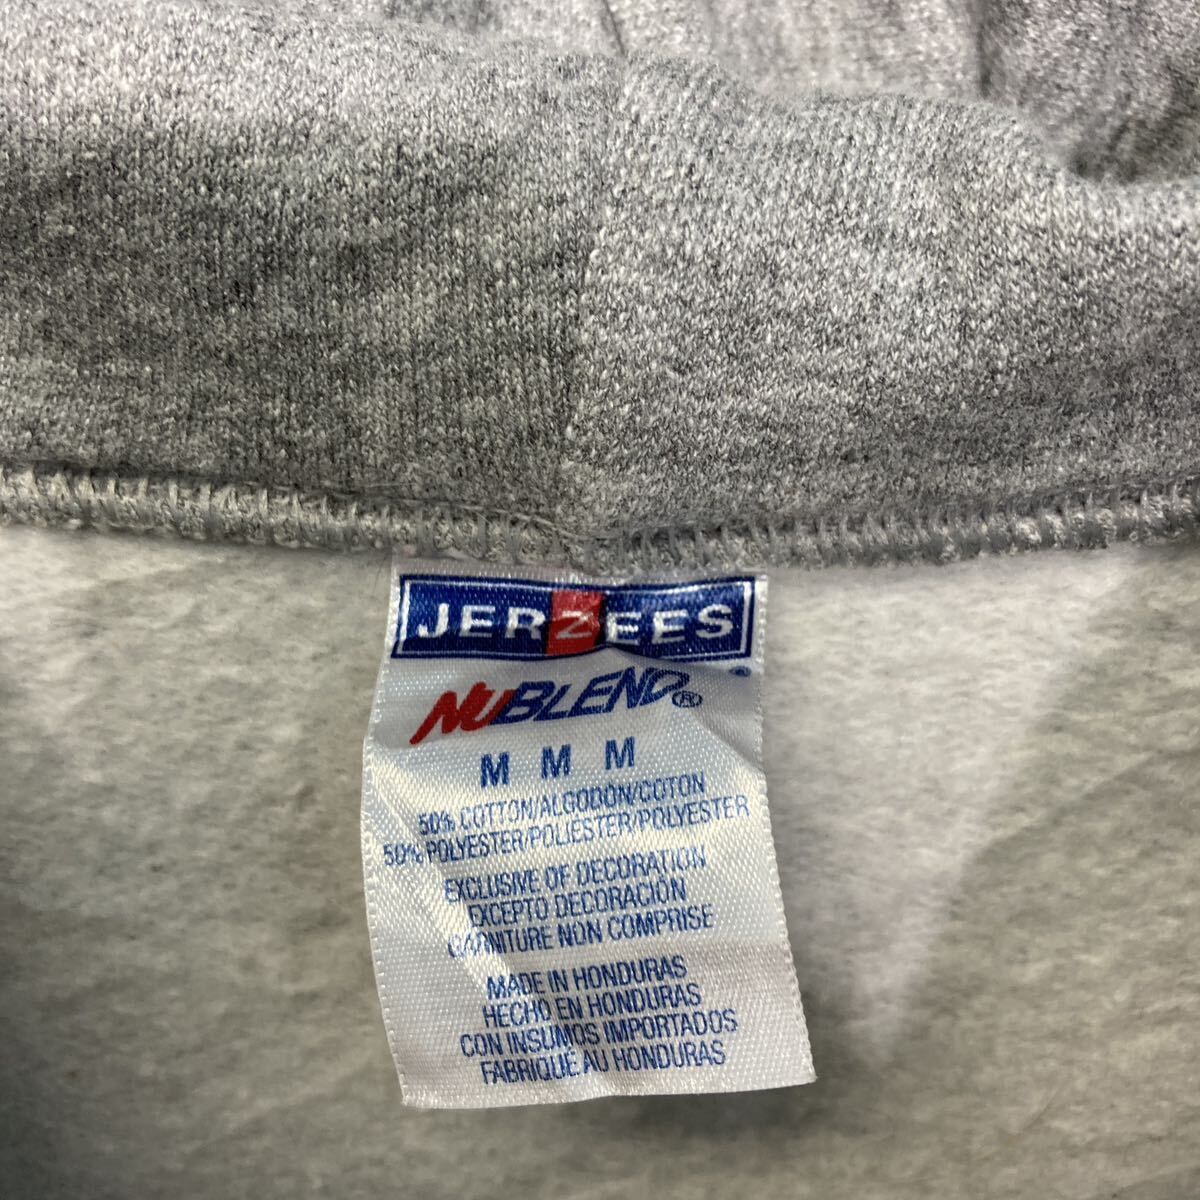 JERZEES
NUBLEND®
M M M
50% COTTON/ALGODON/COTON
50% POLYESTER/POLIÉSTER/POLYESTER
EXCLUSIVE OF DECORATION
EXCEPTO DECORACIÓN
GARNITURE NON COMPRISE
MADE IN HONDURAS
HECHO EN HONDURAS
CON INSUMOS IMPORTADOS
FABRIQUÉ AU HONDURAS